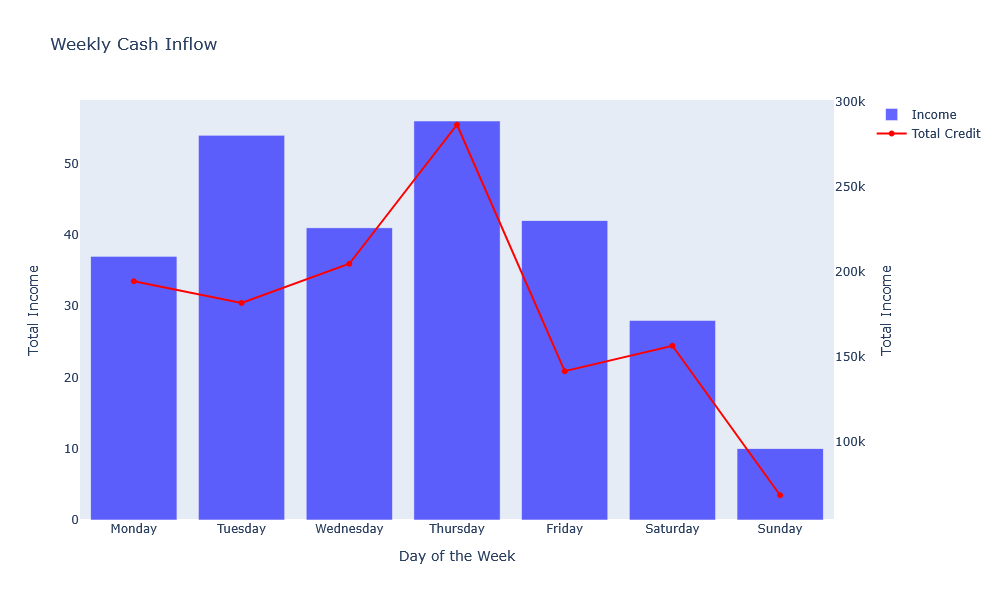 Weekly Cash Inflow
Income
Total Credit
Total Income
50
40
30
20
10
0
300k
250k
200k
150k
100k
Total Income
Monday Tuesday Wednesday Thursday Friday Saturday Sunday
Day of the Week